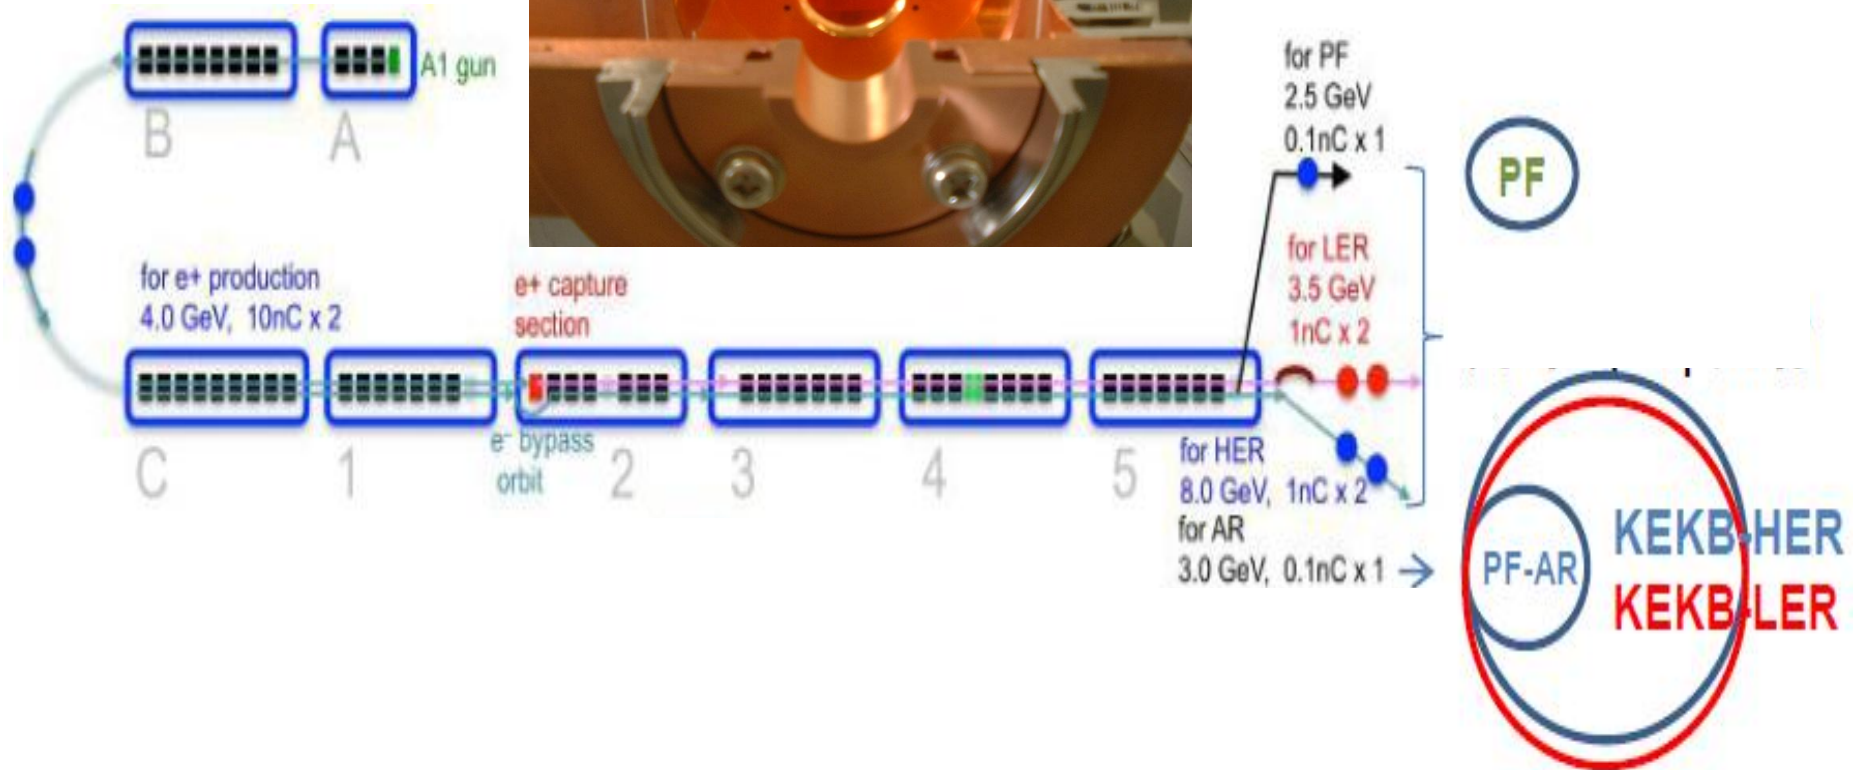 A1 gun
B
A
for PF
2.5 GeV
0.1nC x 1
PF
for LER
3.5 GeV
1nC x 2
for e+ production
4.0 GeV, 10nC x 2
e+ capture
section
e⁻ bypass
orbit
C
1
2
3
4
5
for HER
8.0 GeV, 1nC x 2
for AR
3.0 GeV, 0.1nC x 1
PF-AR
KEKB-HER
KEKB-LER